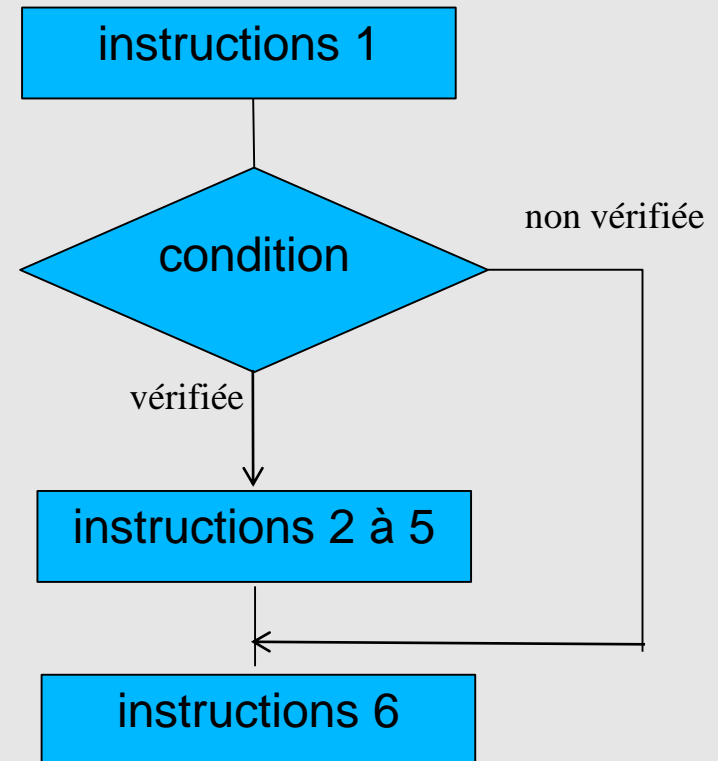 instructions 1
non vérifiée
condition
vérifiée
instructions 2 à 5
instructions 6